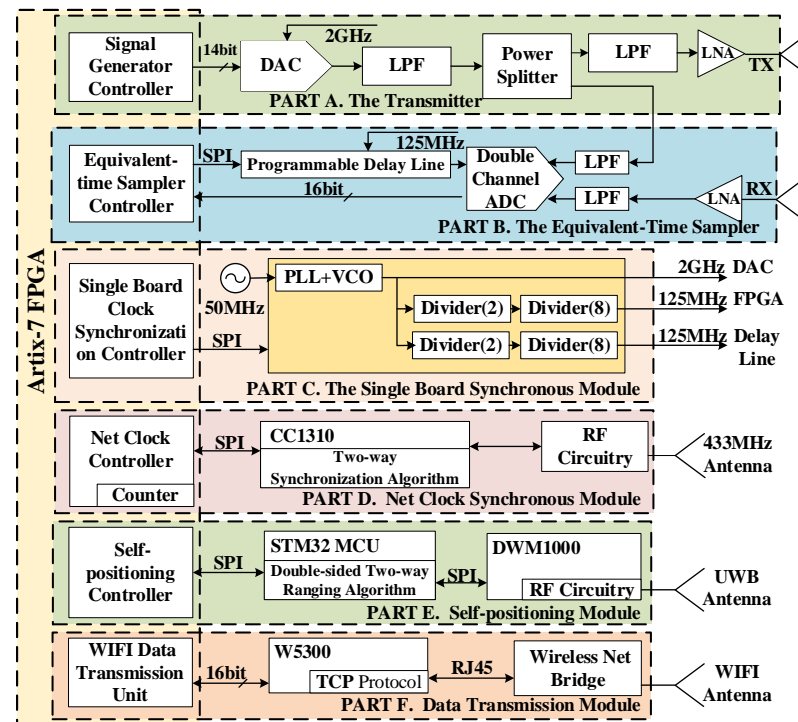 Artix-7 FPGA
Signal
Generator
Controller
14bit
DAC
2GHz
LPF
Power
Splitter
LPF
LNA
TX
PART A. The Transmitter
Equivalent-
time Sampler
Controller
SPI
16bit
Programmable Delay Line
125MHz
Double
Channel
ADC
LPF
LPF
LNA
RX
PART B. The Equivalent-Time Sampler
Single Board
Clock
Synchronizati
on Controller
50MHz
SPI
PLL+VCO
Divider(2)
Divider(8)
Divider(2)
Divider(8)
2GHz DAC
125MHz FPGA
125MHz Delay
Line
PART C. The Single Board Synchronous Module
Net Clock
Controller
Counter
SPI
CC1310
Two-way
Synchronization Algorithm
RF
Circuitry
433MHz
Antenna
PART D. Net Clock Synchronous Module
Self-
positioning
Controller
SPI
STM32 MCU
Double-sided Two-way
Ranging Algorithm
SPI
DWM1000
RF Circuitry
UWB
Antenna
PART E. Self-positioning Module
WIFI Data
Transmission
Unit
16bit
W5300
TCP Protocol
RJ45
Wireless Net
Bridge
WIFI
Antenna
PART F. Data Transmission Module